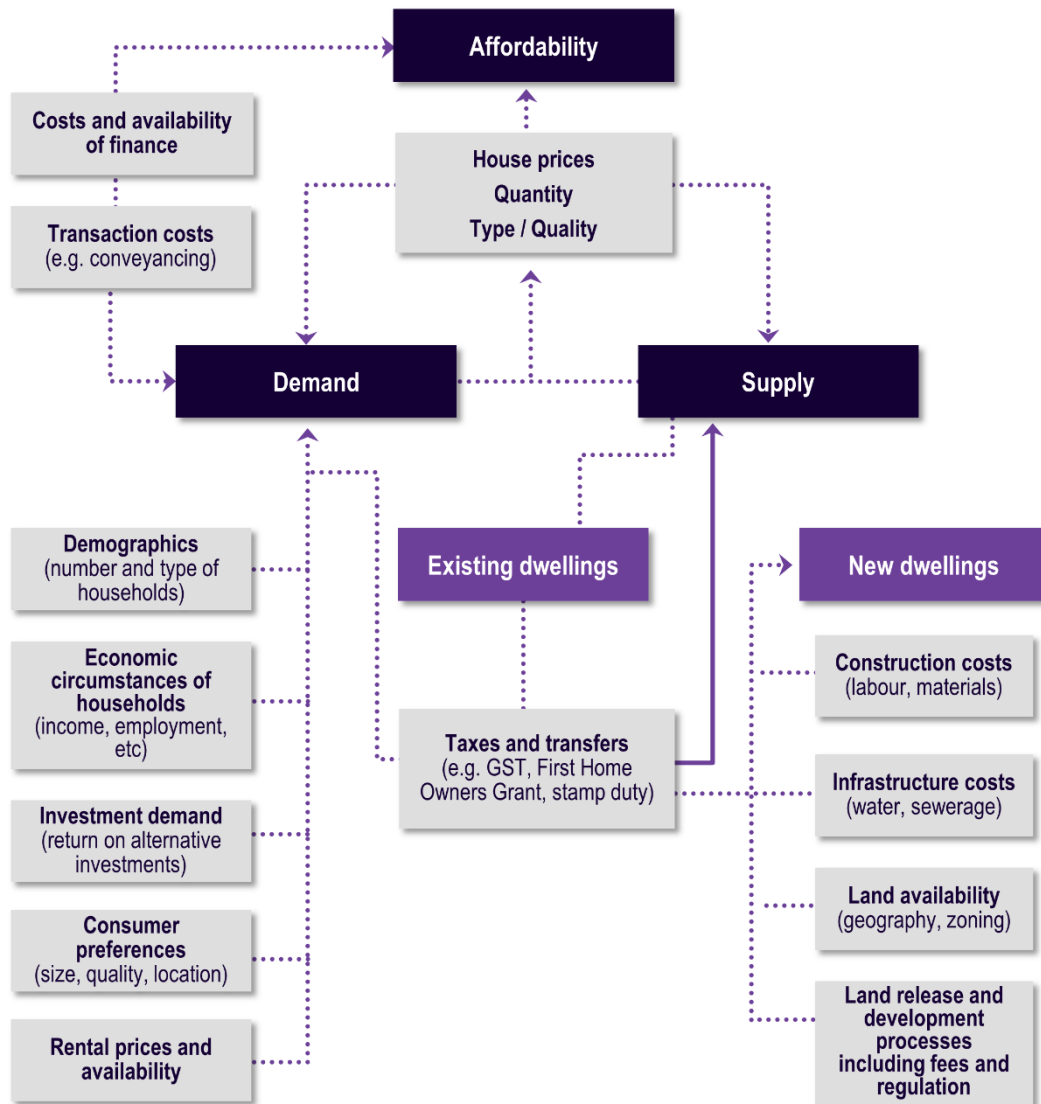 Affordability
Costs and availability
of finance
House prices
Quantity
Type / Quality
Transaction costs
(e.g. conveyancing)
Demand
Supply
Demographics
(number and type of
households)
Existing dwellings
New dwellings
Economic
circumstances of
households
(income, employment,
etc)
Construction costs
(labour, materials)
Taxes and transfers
(e.g. GST, First Home
Owners Grant, stamp duty)
Infrastructure costs
(water, sewerage)
Investment demand
(return on alternative
investments)
Land availability
(geography, zoning)
Consumer
preferences
(size, quality, location)
Land release and
development
processes
including fees and
regulation
Rental prices and
availability